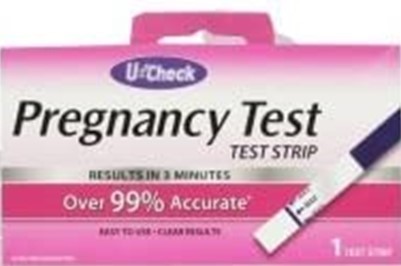 U-Check
Pregnancy Test
TEST STRIP
RESULTS IN 3 MINUTES
Over 99% Accurate*
EASY TO USE • CLEAR RESULTS
1 TEST STRIP